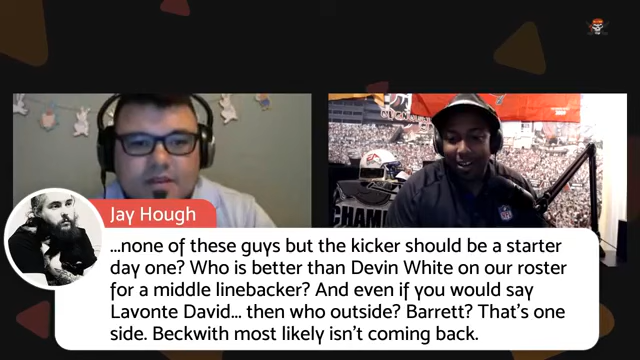 CHAMP
Jay Hough
...none of these guys but the kicker should be a starter
day one? Who is better than Devin White on our roster
for a middle linebacker? And even if you would say
Lavonte David... then who outside? Barrett? That's one
side. Beckwith most likely isn't coming back.